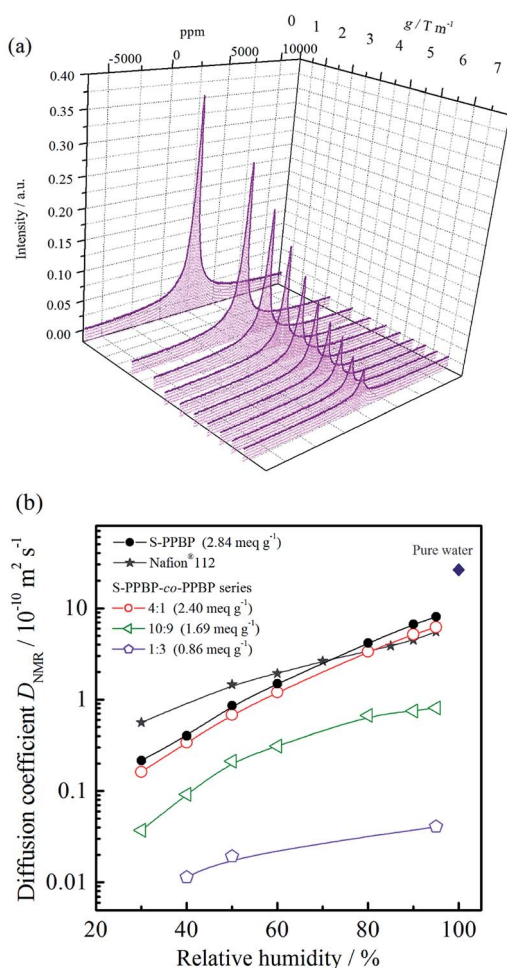 (a)
ppm
g / T m⁻¹
-5000
0
5000
10000
0
1
2
3
4
5
6
7
Intensity / a.u.
0.40
0.35
0.30
0.25
0.20
0.15
0.10
0.05
0.00
(b)
Diffusion coefficient D_NMR / 10⁻¹⁰ m² s⁻¹
S-PPBP (2.84 meq g⁻¹)
Nafion®112
S-PPBP-co-PPBP series
4:1 (2.40 meq g⁻¹)
10:9 (1.69 meq g⁻¹)
1:3 (0.86 meq g⁻¹)
Pure water
10
1
0.1
0.01
20
40
60
80
100
Relative humidity / %